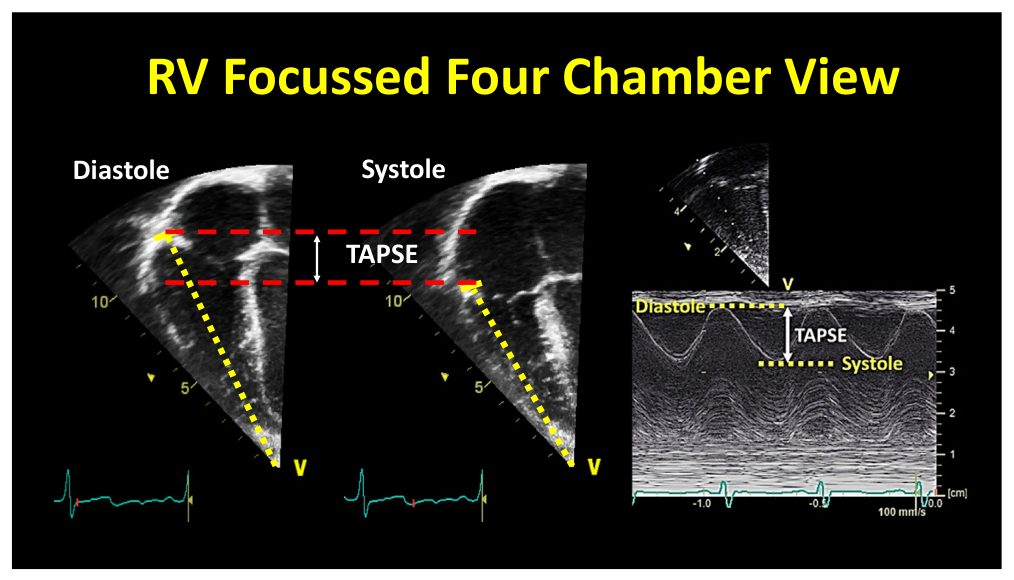 RV Focussed Four Chamber View
Diastole
Systole
TAPSE
10
5
V
10
5
V
4
2
V
5
Diastole
4
TAPSE
3
Systole
2
1
[cm]
-1.0
-0.5
0.0
100 mm/s